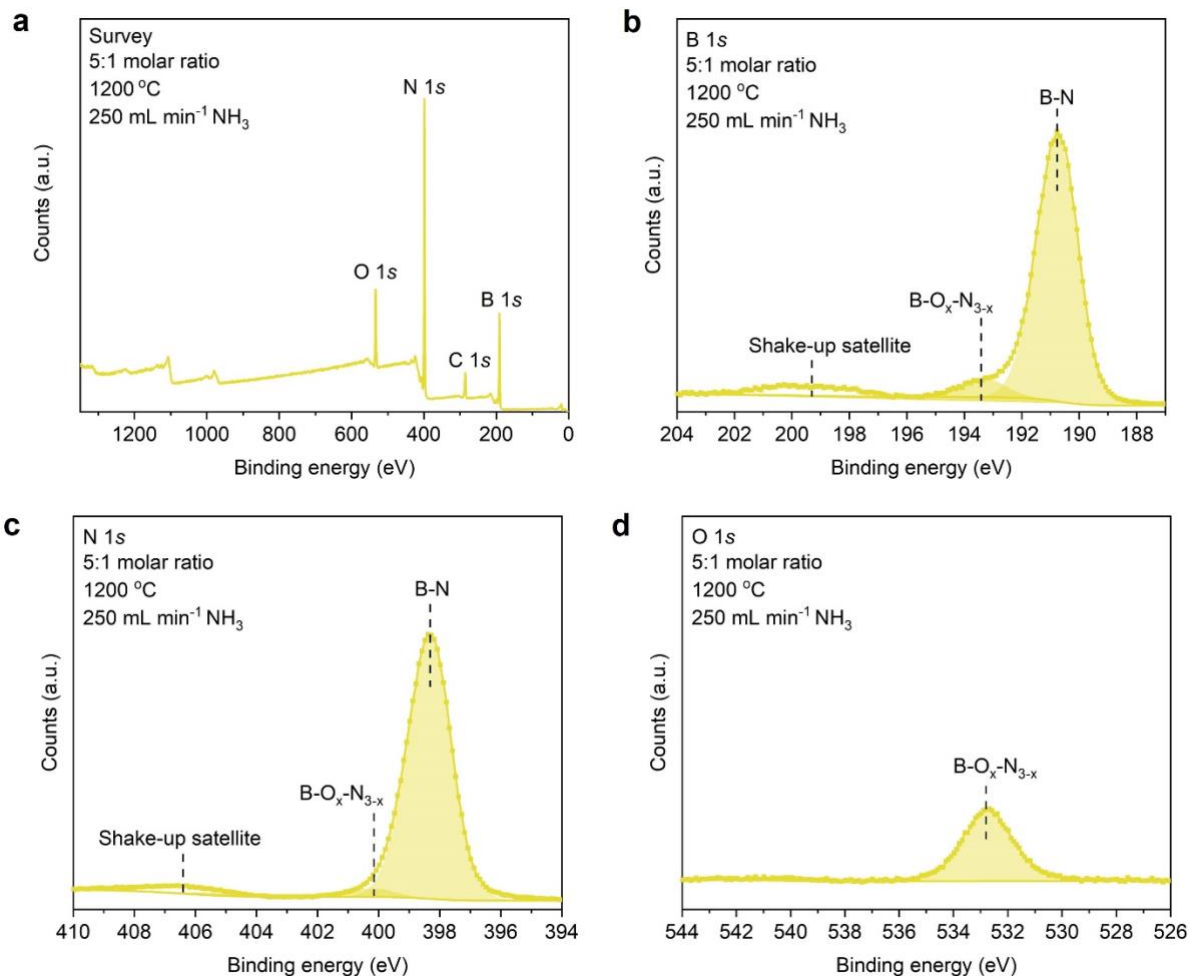 a
Survey
5:1 molar ratio
1200 °C
250 mL min⁻¹ NH₃
N 1s
O 1s
B 1s
C 1s
Counts (a.u.)
1200 1000 800 600 400 200 0
Binding energy (eV)
b
B 1s
5:1 molar ratio
1200 °C
250 mL min⁻¹ NH₃
B-N
B-Oₓ-N₃₋ₓ
Shake-up satellite
Counts (a.u.)
204 202 200 198 196 194 192 190 188
Binding energy (eV)
c
N 1s
5:1 molar ratio
1200 °C
250 mL min⁻¹ NH₃
B-N
B-Oₓ-N₃₋ₓ
Shake-up satellite
Counts (a.u.)
410 408 406 404 402 400 398 396 394
Binding energy (eV)
d
O 1s
5:1 molar ratio
1200 °C
250 mL min⁻¹ NH₃
B-Oₓ-N₃₋ₓ
Counts (a.u.)
544 542 540 538 536 534 532 530 528 526
Binding energy (eV)